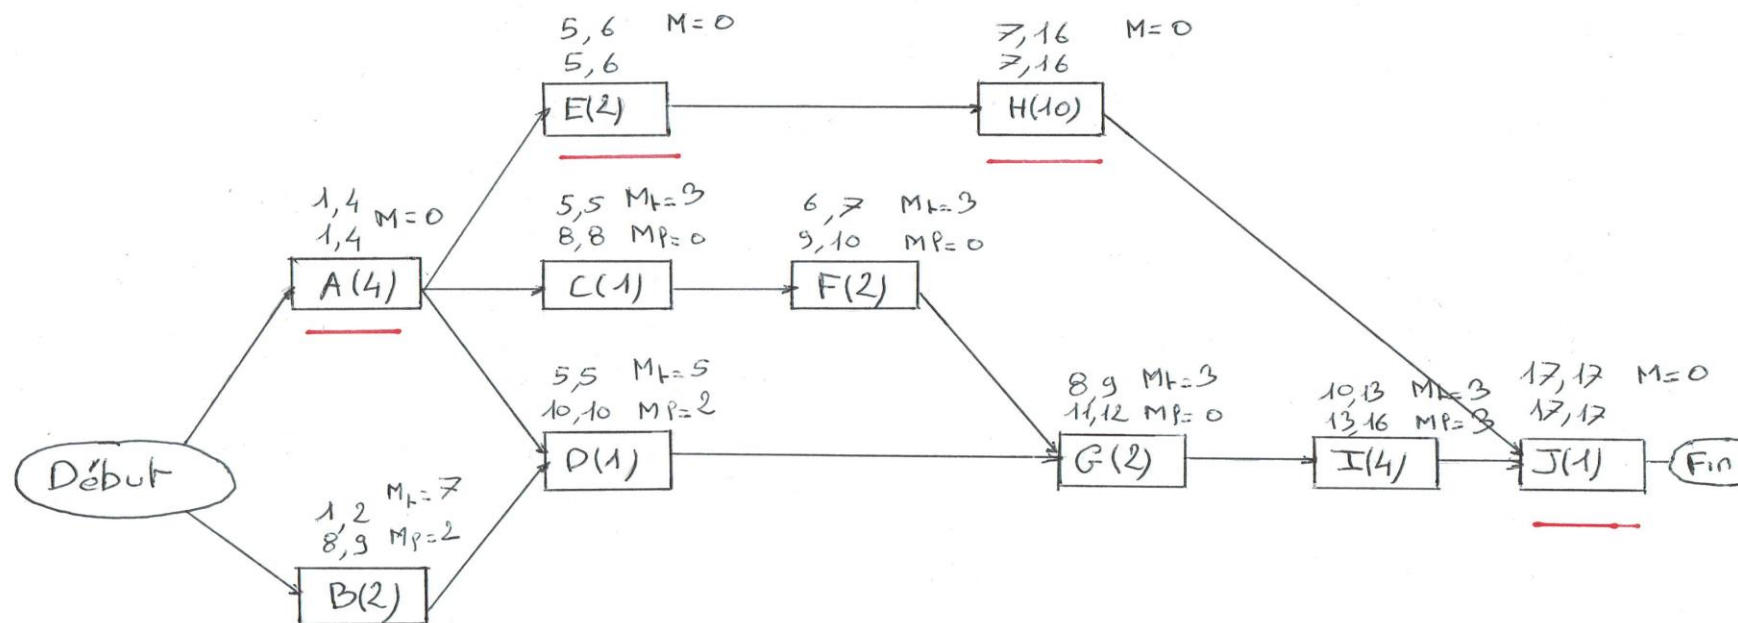 5,6 M=0
5,6
E(2)
7,16 M=0
7,16
H(10)
1,4 M=0
1,4
A(4)
5,5 Mt=3
8,8 MP=0
C(1)
6,7 Mt=3
9,10 MP=0
F(2)
Début
5,5 Mt=5
10,10 MP=2
D(1)
8,9 Mt=3
11,12 MP=0
G(2)
10,13 Mt=3
13,16 MP=3
I(4)
17,17 M=0
17,17
J(1)
Fin
1,2 Mt=7
8,9 MP=2
B(2)